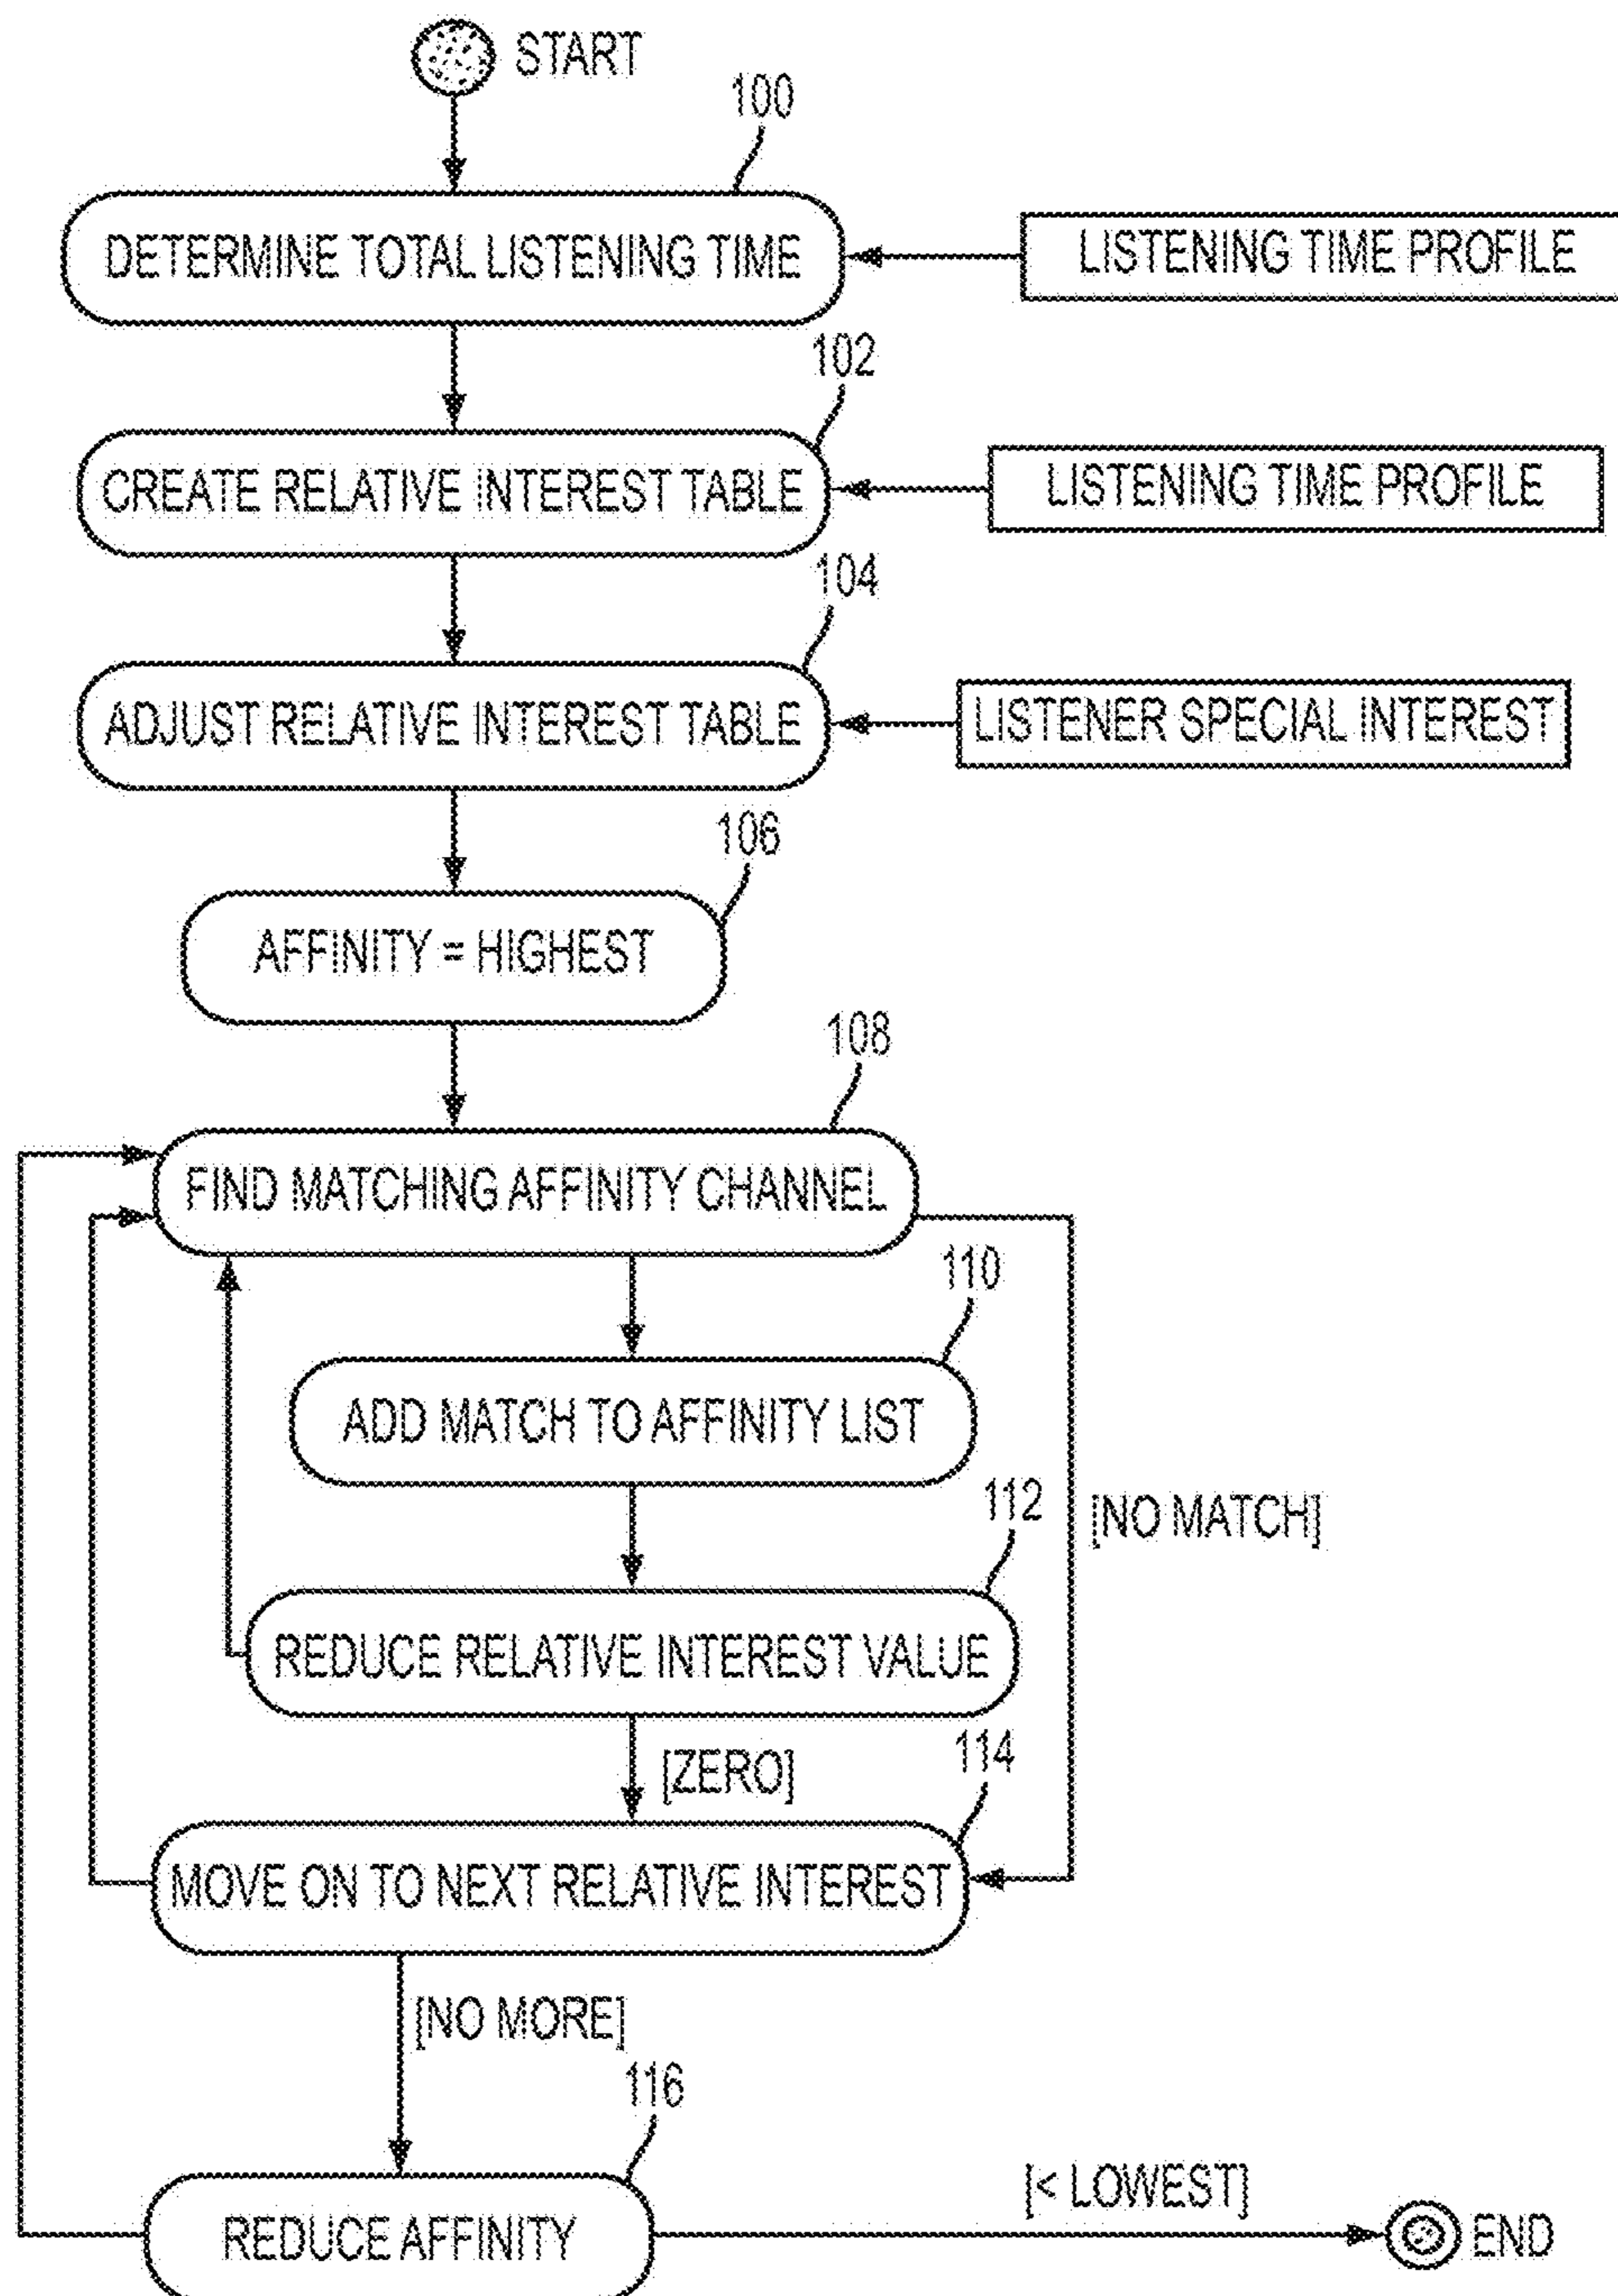 START
100
DETERMINE TOTAL LISTENING TIME
LISTENING TIME PROFILE
102
CREATE RELATIVE INTEREST TABLE
LISTENING TIME PROFILE
104
ADJUST RELATIVE INTEREST TABLE
LISTENER SPECIAL INTEREST
106
AFFINITY = HIGHEST
108
FIND MATCHING AFFINITY CHANNEL
110
ADD MATCH TO AFFINITY LIST
112
[NO MATCH]
REDUCE RELATIVE INTEREST VALUE
114
[ZERO]
MOVE ON TO NEXT RELATIVE INTEREST
[NO MORE]
116
[< LOWEST]
REDUCE AFFINITY
END